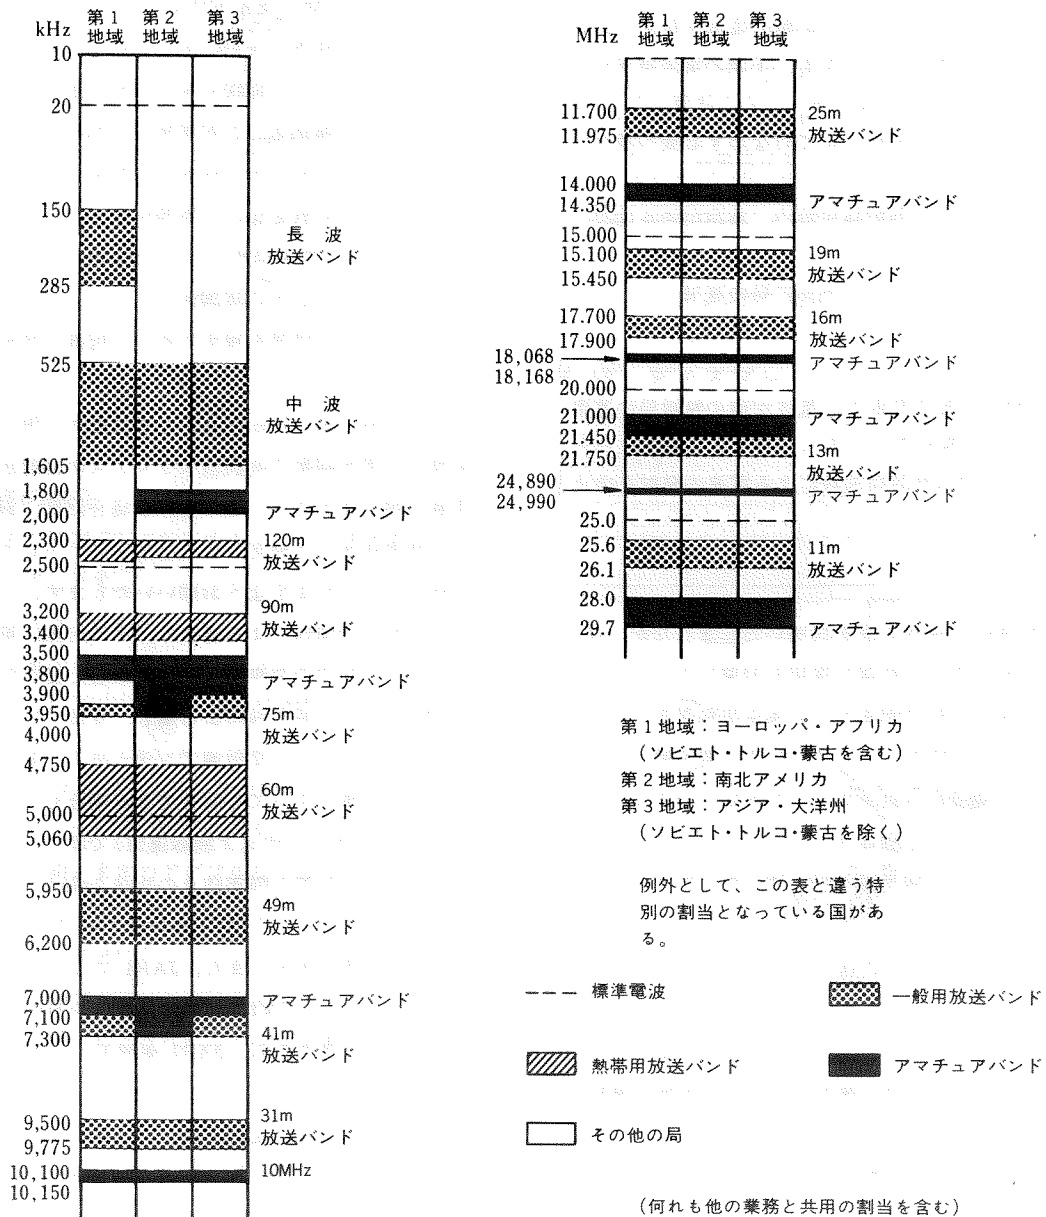 kHz
第1 第2 第3
地域 地域 地域
10
20
150
長 波
放送バンド
285
525
中 波
放送バンド
1,605
1,800
2,000
アマチュアバンド
2,300
120m
2,500
放送バンド
3,200
90m
放送バンド
3,400
3,500
3,800
アマチュアバンド
3,900
3,950
75m
放送バンド
4,000
4,750
60m
放送バンド
5,000
5,060
5,950
49m
放送バンド
6,200
7,000
アマチュアバンド
7,100
7,300
41m
放送バンド
9,500
31m
放送バンド
9,775
10,100
10MHz
10,150
MHz
第1 第2 第3
地域 地域 地域
11.700
25m
11.975
放送バンド
14.000
14.350
アマチュアバンド
15.000
15.100
19m
15.450
放送バンド
17.700
16m
17.900
放送バンド
18,068
アマチュアバンド
18,168
20.000
21.000
アマチュアバンド
21.450
21.750
13m
放送バンド
24,890
アマチュアバンド
24,990
25.0
25.6
11m
26.1
放送バンド
28.0
29.7
アマチュアバンド
第1地域:ヨーロッパ・アフリカ
(ソビエト・トルコ・蒙古を含む)
第2地域:南北アメリカ
第3地域:アジア・大洋州
(ソビエト・トルコ・蒙古を除く)
例外として、この表と違う特
別の割当となっている国があ
る。
標準電波
一般用放送バンド
熱帯用放送バンド
アマチュアバンド
その他の局
(何れも他の業務と共用の割当を含む)